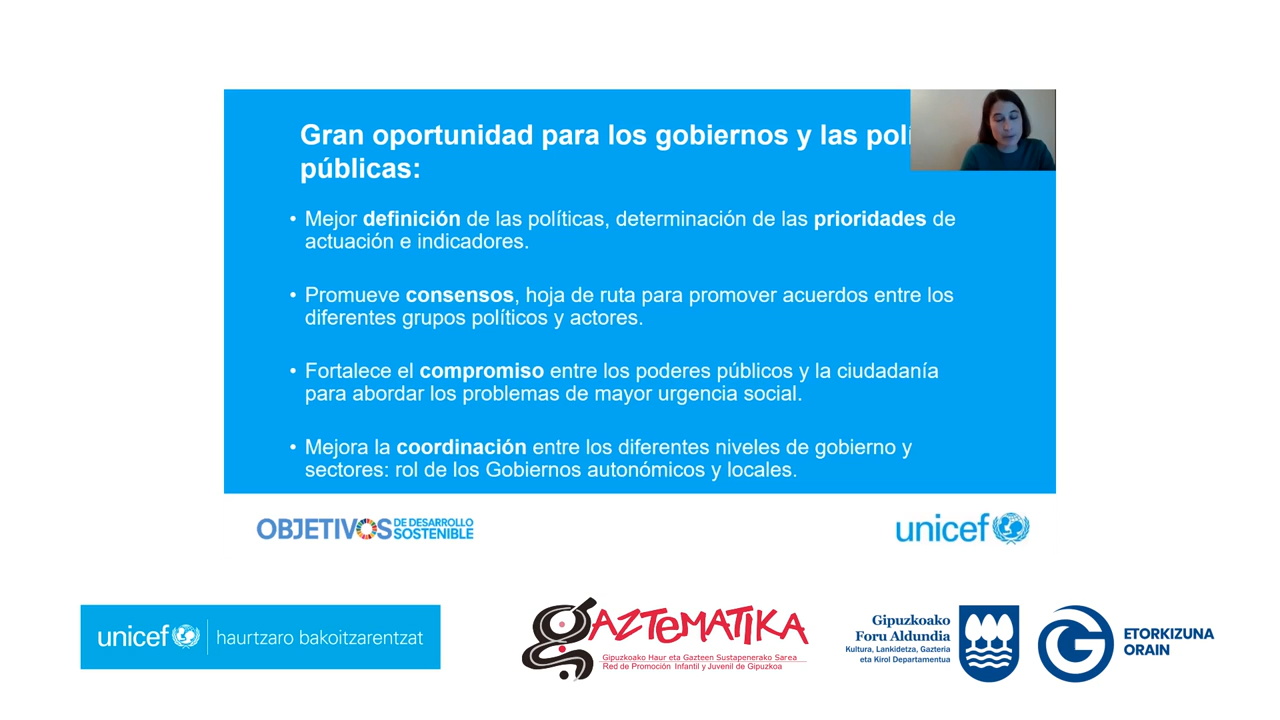 Gran oportunidad para los gobiernos y las
públicas:
• Mejor definición de las políticas, determinación de las prioridades de
actuación e indicadores.
• Promueve consensos, hoja de ruta para promover acuerdos entre los
diferentes grupos políticos y actores.
• Fortalece el compromiso entre los poderes públicos y la ciudadanía
para abordar los problemas de mayor urgencia social.
• Mejora la coordinación entre los diferentes niveles de gobierno y
sectores: rol de los Gobiernos autonómicos y locales.
OBJETIVOS DE DESARROLLO
SOSTENIBLE
unicef
unicef haurtzaro bakoitzarentzat
GAZTEMATIKA
Gipuzkoako Haur eta Gazteen Sustapenerako Sarea
Red de Promoción Infantil y Juvenil de Gipuzkoa
Gipuzkoako
Foru Aldundia
Kultura, Lankidetza, Gazteria
eta Kirol Departamentua
ETORKIZUNA
ORAIN